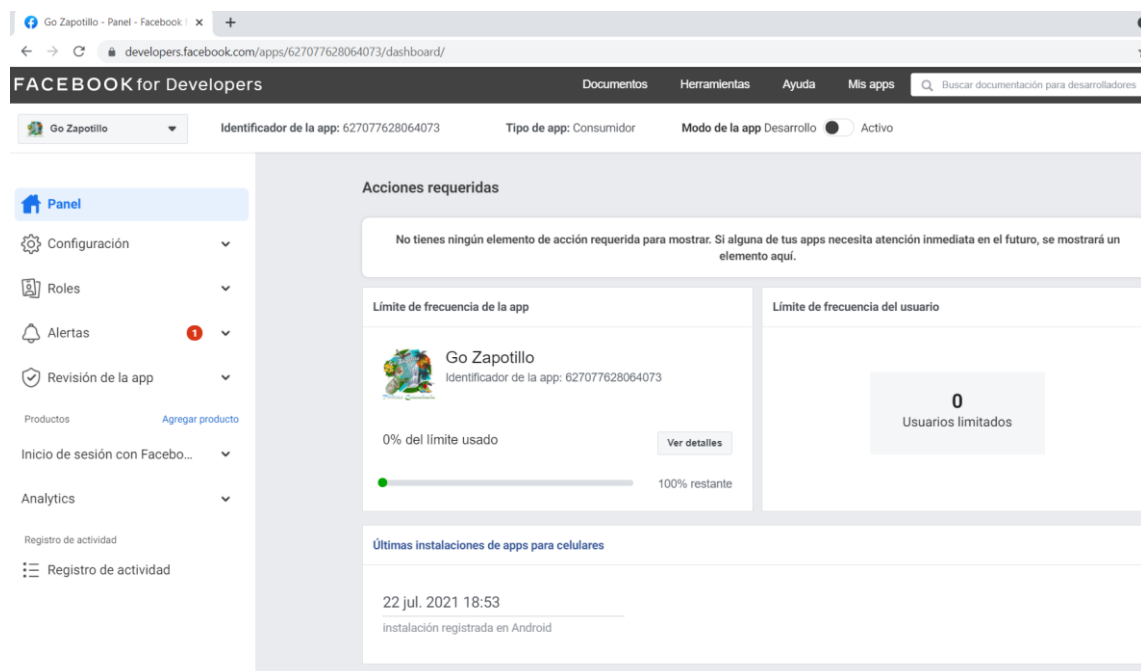 Go Zapotillo - Panel - Facebook
developers.facebook.com/apps/627077628064073/dashboard/
FACEBOOK for Developers
Documentos
Herramientas
Ayuda
Mis apps
Buscar documentación para desarrolladores
Go Zapotillo
Identificador de la app: 627077628064073
Tipo de app: Consumidor
Modo de la app Desarrollo
Activo
Panel
Configuración
Roles
Alertas
1
Revisión de la app
Productos
Agregar producto
Inicio de sesión con Facebo...
Analytics
Registro de actividad
Registro de actividad
Acciones requeridas
No tienes ningún elemento de acción requerida para mostrar. Si alguna de tus apps necesita atención inmediata en el futuro, se mostrará un
elemento aquí.
Límite de frecuencia de la app
Go Zapotillo
Identificador de la app: 627077628064073
0% del límite usado
Ver detalles
100% restante
Límite de frecuencia del usuario
0
Usuarios limitados
Últimas instalaciones de apps para celulares
22 jul. 2021 18:53
instalación registrada en Android